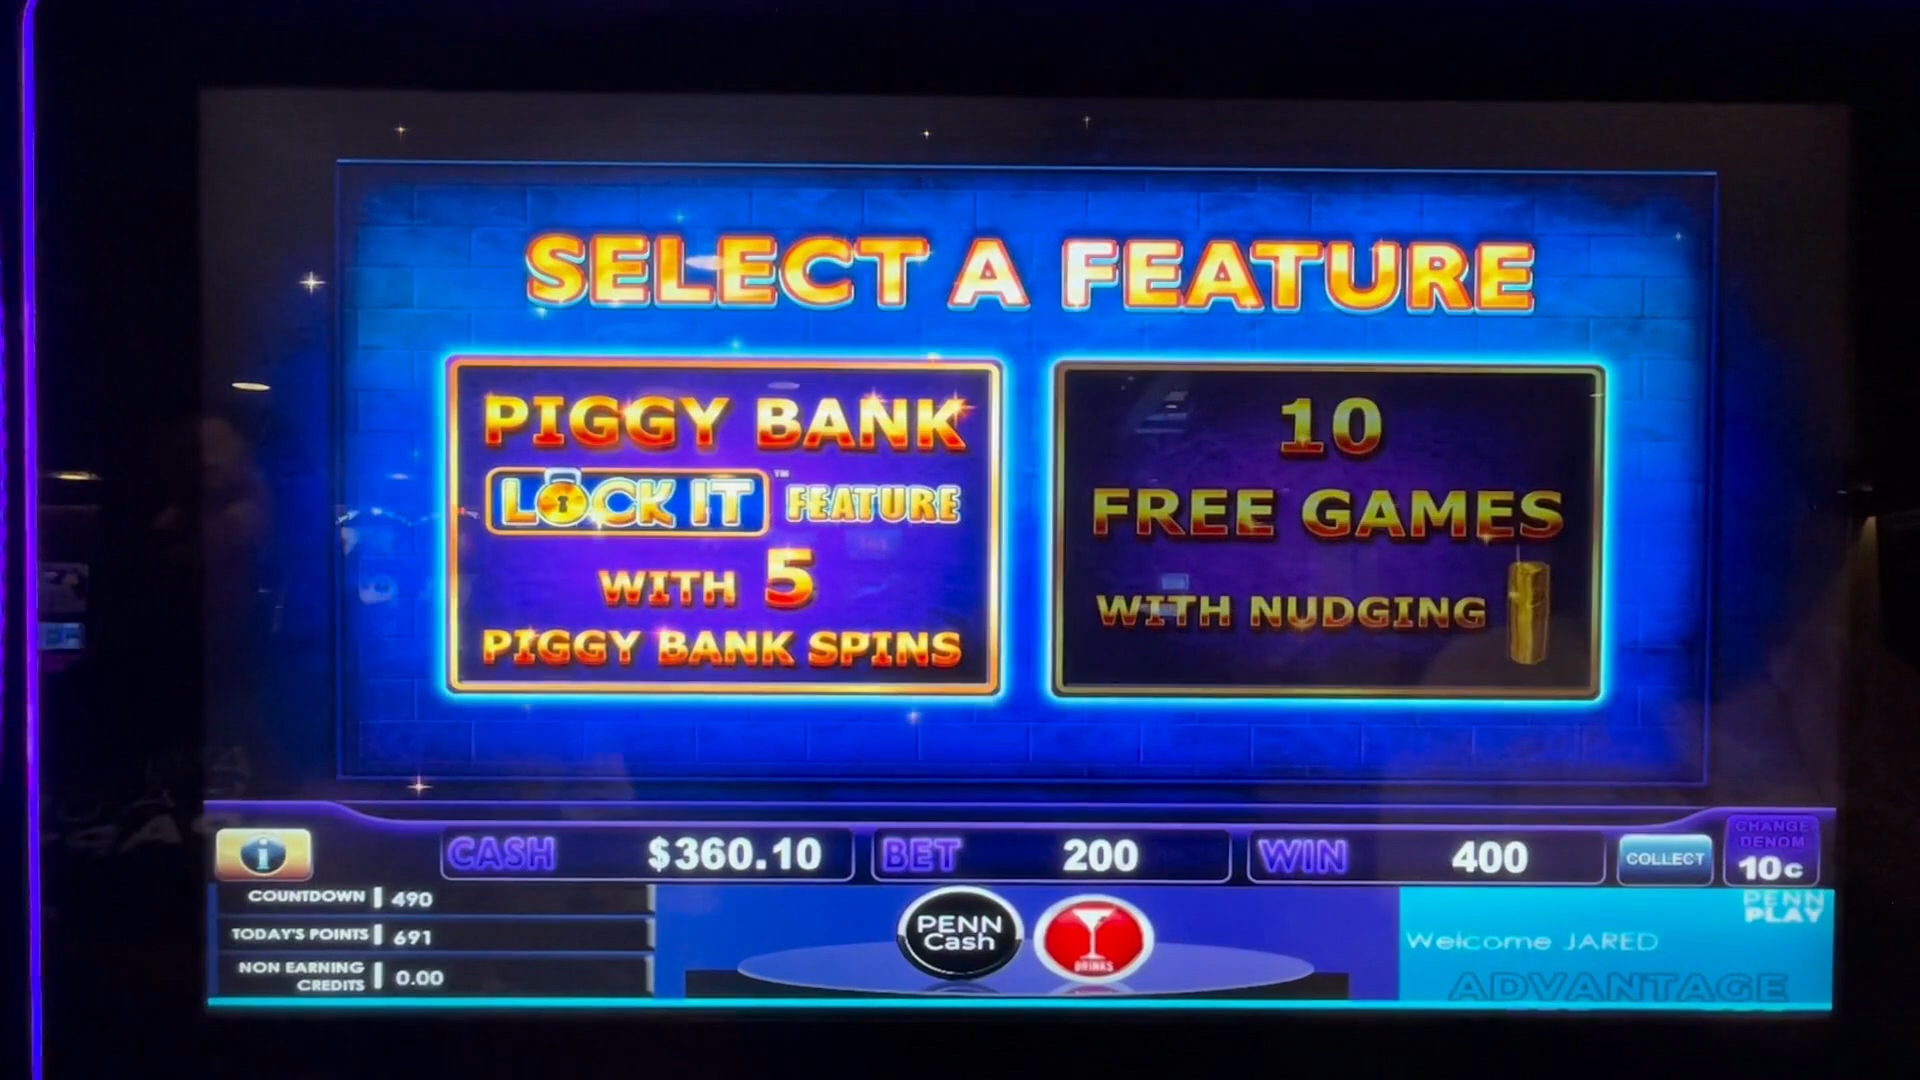 SELECT A FEATURE
PIGGY BANK
LOCK IT™ FEATURE
WITH 5
PIGGY BANK SPINS
10
FREE GAMES
WITH NUDGING
CASH $360.10 BET 200 WIN 400 COLLECT
CHANGE
DENOM
10c
COUNTDOWN 490
TODAY'S POINTS 691
NON EARNING
CREDITS 0.00
PENN
Cash
DRINKS
PENN
PLAY
Welcome JARED
ADVANTAGE